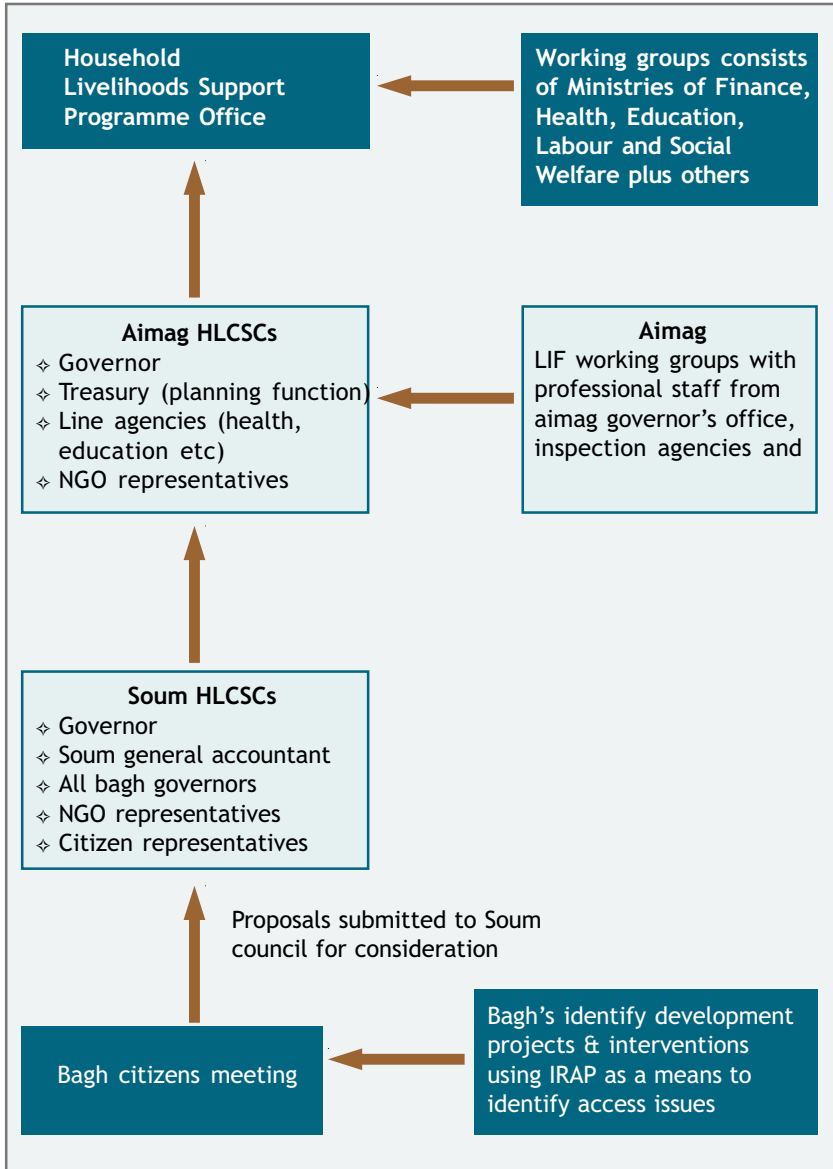 Household
Livelihoods Support
Programme Office
Working groups consists
of Ministries of Finance,
Health, Education,
Labour and Social
Welfare plus others
Aimag HLCSCs
✧ Governor
✧ Treasury (planning function)
✧ Line agencies (health,
education etc)
✧ NGO representatives
Aimag
LIF working groups with
professional staff from
aimag governor's office,
inspection agencies and
Soum HLCSCs
✧ Governor
✧ Soum general accountant
✧ All bagh governors
✧ NGO representatives
✧ Citizen representatives
Proposals submitted to Soum
council for consideration
Bagh citizens meeting
Bagh's identify development
projects & interventions
using IRAP as a means to
identify access issues